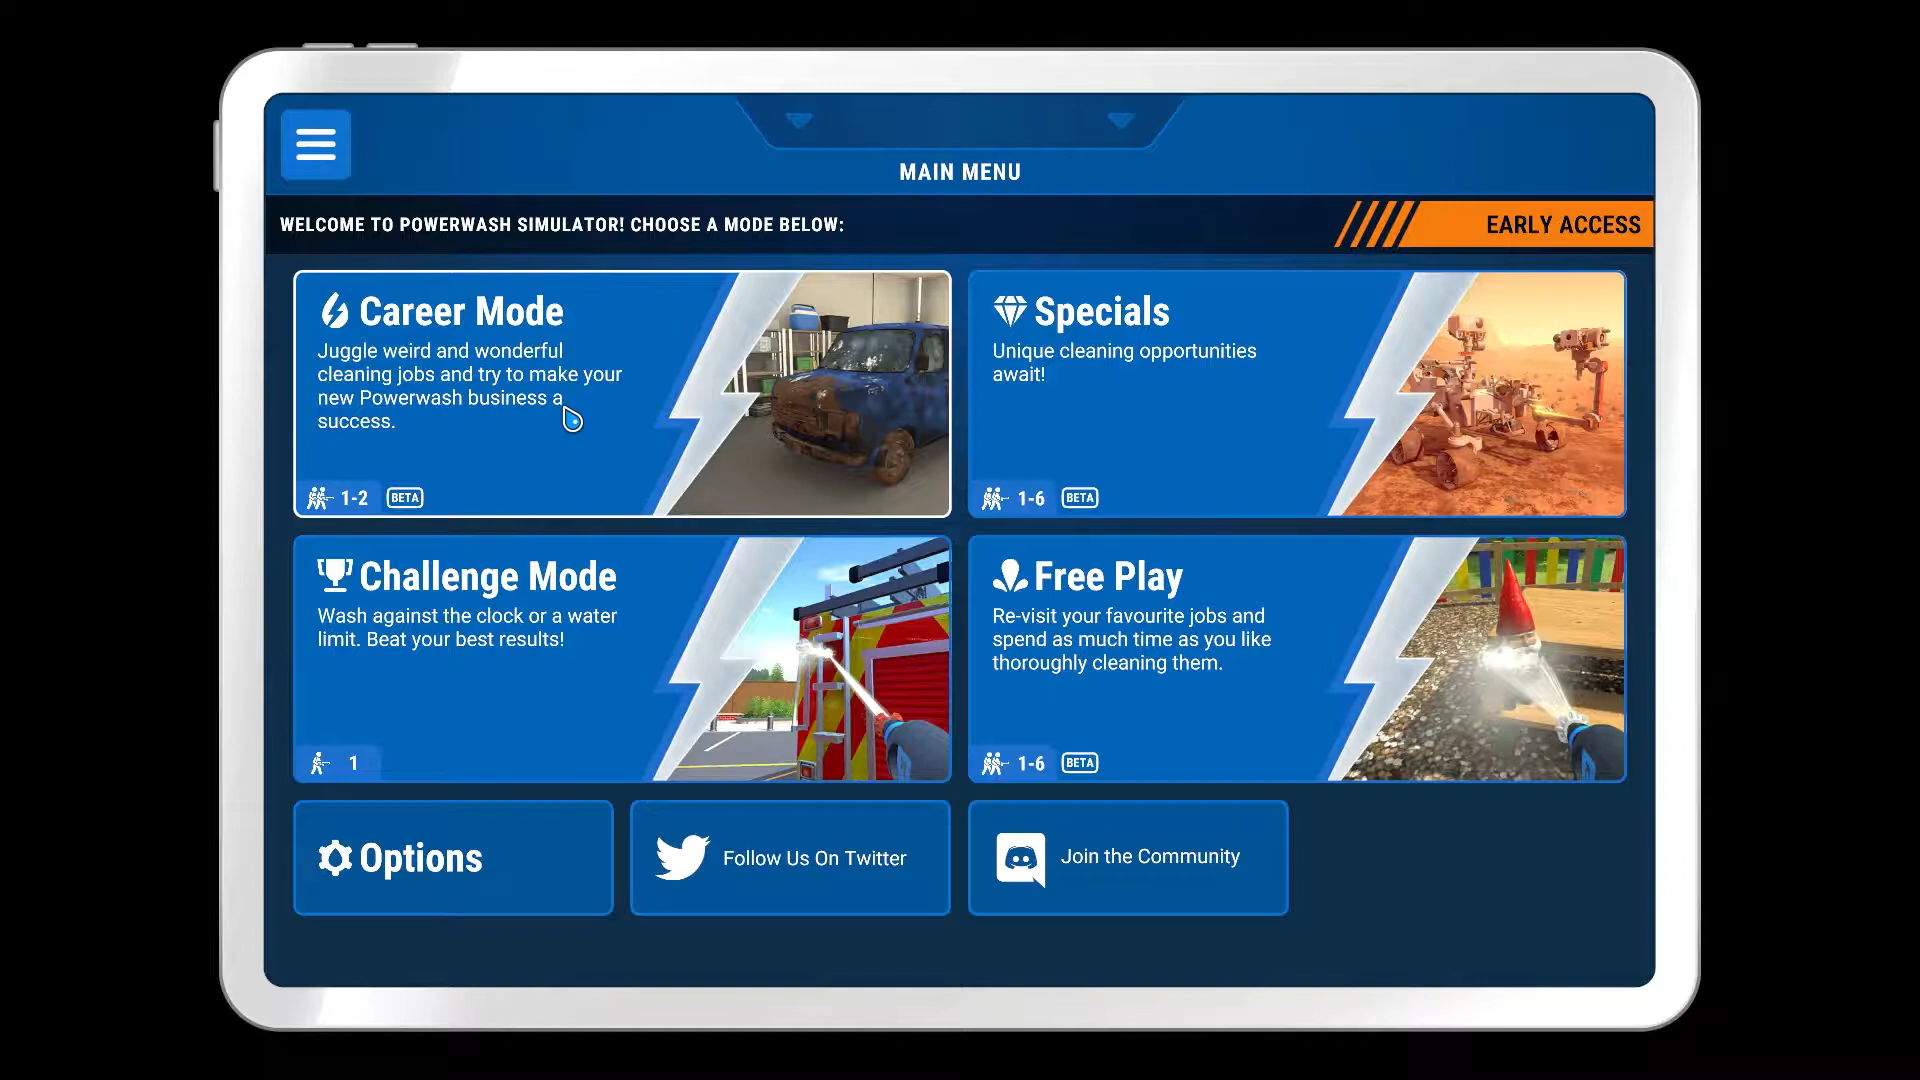 MAIN MENU
WELCOME TO POWERWASH SIMULATOR! CHOOSE A MODE BELOW:
EARLY ACCESS
Career Mode
Juggle weird and wonderful
cleaning jobs and try to make your
new Powerwash business a
success.
1-2 BETA
Specials
Unique cleaning opportunities
await!
1-6 BETA
Challenge Mode
Wash against the clock or a water
limit. Beat your best results!
1
Free Play
Re-visit your favourite jobs and
spend as much time as you like
thoroughly cleaning them.
1-6 BETA
Options
Follow Us On Twitter
Join the Community